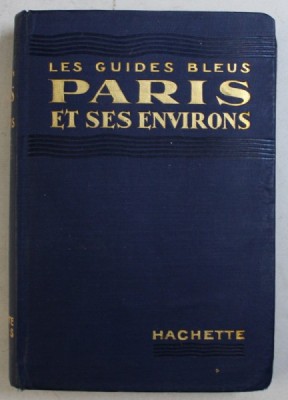 LES GUIDES BLEUS
PARIS
ET SES ENVIRONS
HACHETTE